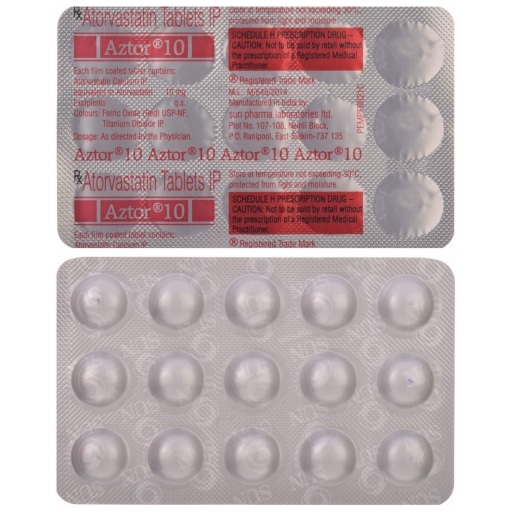 Rx Atorvastatin Tablets IP
Aztor®10
Each film coated tablet contains:
Atorvastatin Calcium IP
equivalent to Atorvastatin 10 mg
Excipients q.s.
Colours: Ferric Oxide (Red) USP-NF,
Titanium Dioxide IP
Dosage: As directed by the Physician.
protected from light and moisture.
SCHEDULE H PRESCRIPTION DRUG –
CAUTION: Not to be sold by retail without
the prescription of a Registered Medical
Practitioner.
® Registered Trade Mark
M.L. M/648/2014
Manufactured in India by:
sun pharma laboratories ltd.
Plot No. 107-108, Namli Block,
P.O. Ranipool, East Sikkim-737 135.
Aztor®10 Aztor®10 Aztor®10 Aztor®10
Rx Atorvastatin Tablets IP
Aztor®10
Each film coated tablet contains:
Atorvastatin Calcium IP
Store at temperature not exceeding 30°C,
protected from light and moisture.
SCHEDULE H PRESCRIPTION DRUG –
CAUTION: Not to be sold by retail without
the prescription of a Registered Medical
Practitioner.
® Registered Trade Mark
SUN